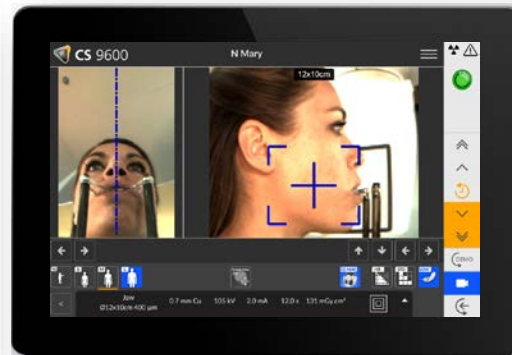 CS 9600
N Mary
12x10cm
DEMO
Jaw
Ø12x10cm 400 µm
0.7 mm Cu
105 kV
2.0 mA
12.0 s
131 mGy.cm²